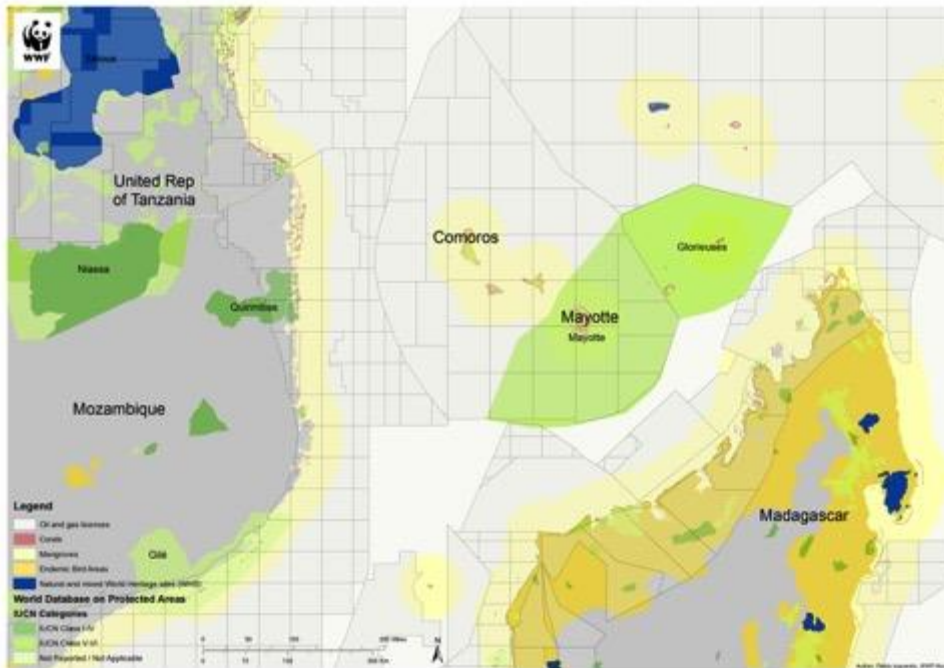 WWF
United Rep
of Tanzania
Niassa
Quirimbas
Comoros
Glorieuses
Mayotte
Mayotte
Mozambique
Madagascar
Gilé
Legend
Oil and gas licences
Corals
Mangroves
Endemic Bird Areas
Natural and mixed World Heritage sites (WHS)
World Database on Protected Areas
IUCN Categories
IUCN Class I-IV
IUCN Class V-VI
Not Reported / Not Applicable
N